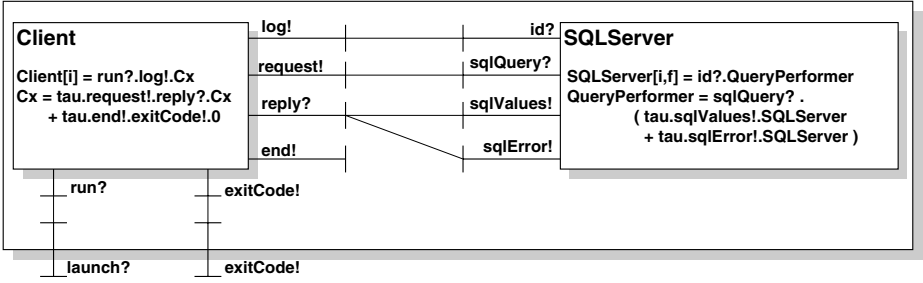 Client
Client[i] = run?.log!.Cx
Cx = tau.request!.reply?.Cx
+ tau.end!.exitCode!.0
log!
request!
reply?
end!
id?
sqlQuery?
sqlValues!
sqlError!
SQLServer
SQLServer[i,f] = id?.QueryPerformer
QueryPerformer = sqlQuery? .
( tau.sqlValues!.SQLServer
+ tau.sqlError!.SQLServer )
run?
exitCode!
launch?
exitCode!